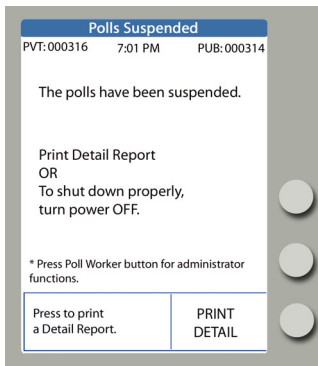 Polls Suspended
PVT: 000316 7:01 PM PUB: 000314
The polls have been suspended.
Print Detail Report
OR
To shut down properly,
turn power OFF.
* Press Poll Worker button for administrator
functions.
Press to print
a Detail Report.
PRINT
DETAIL